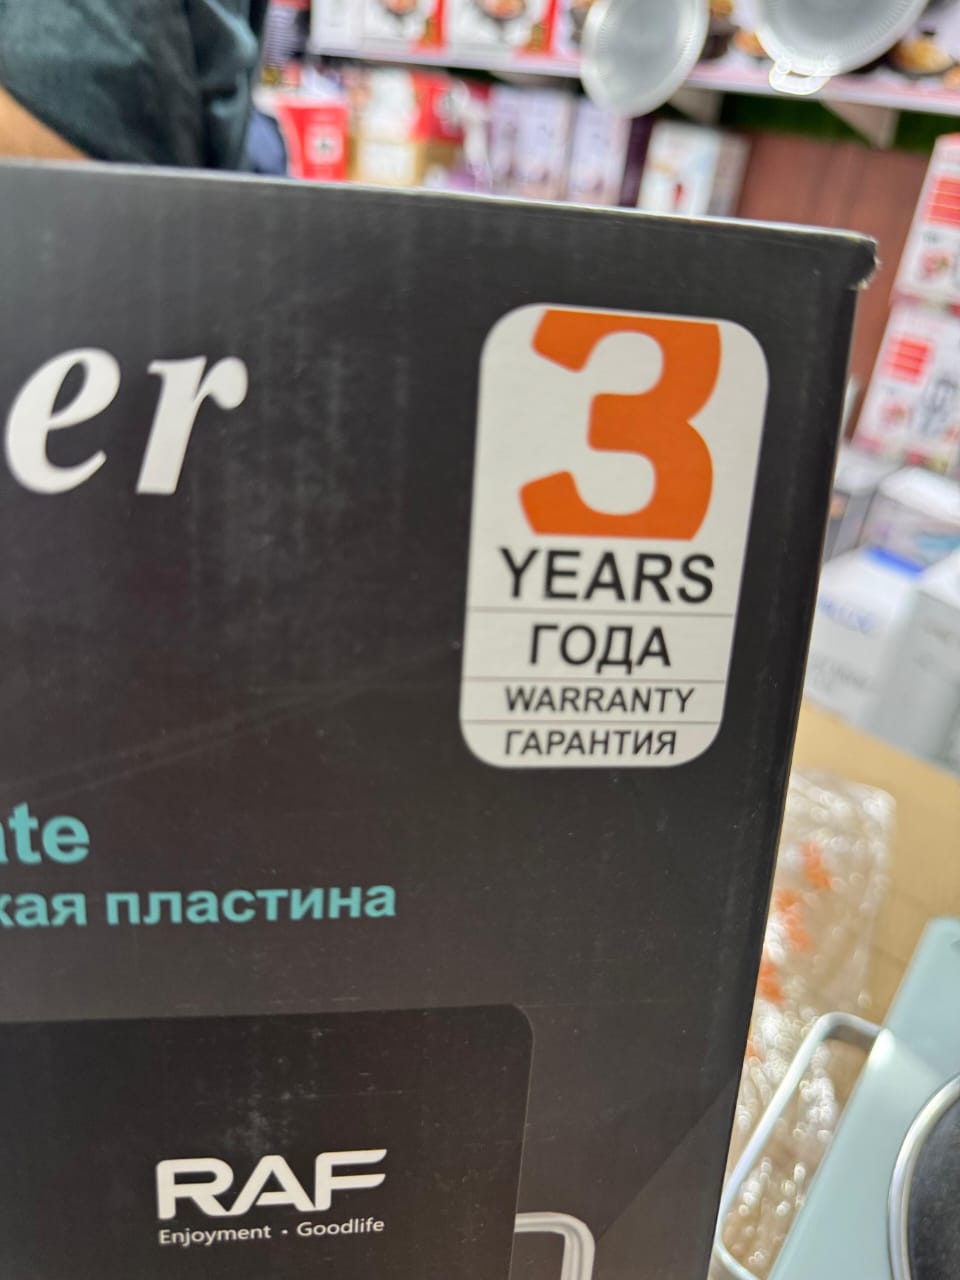 er
3
YEARS
ГОДА
WARRANTY
ГАРАНТИЯ
ate
кая пластина
RAF
Enjoyment · Goodlife